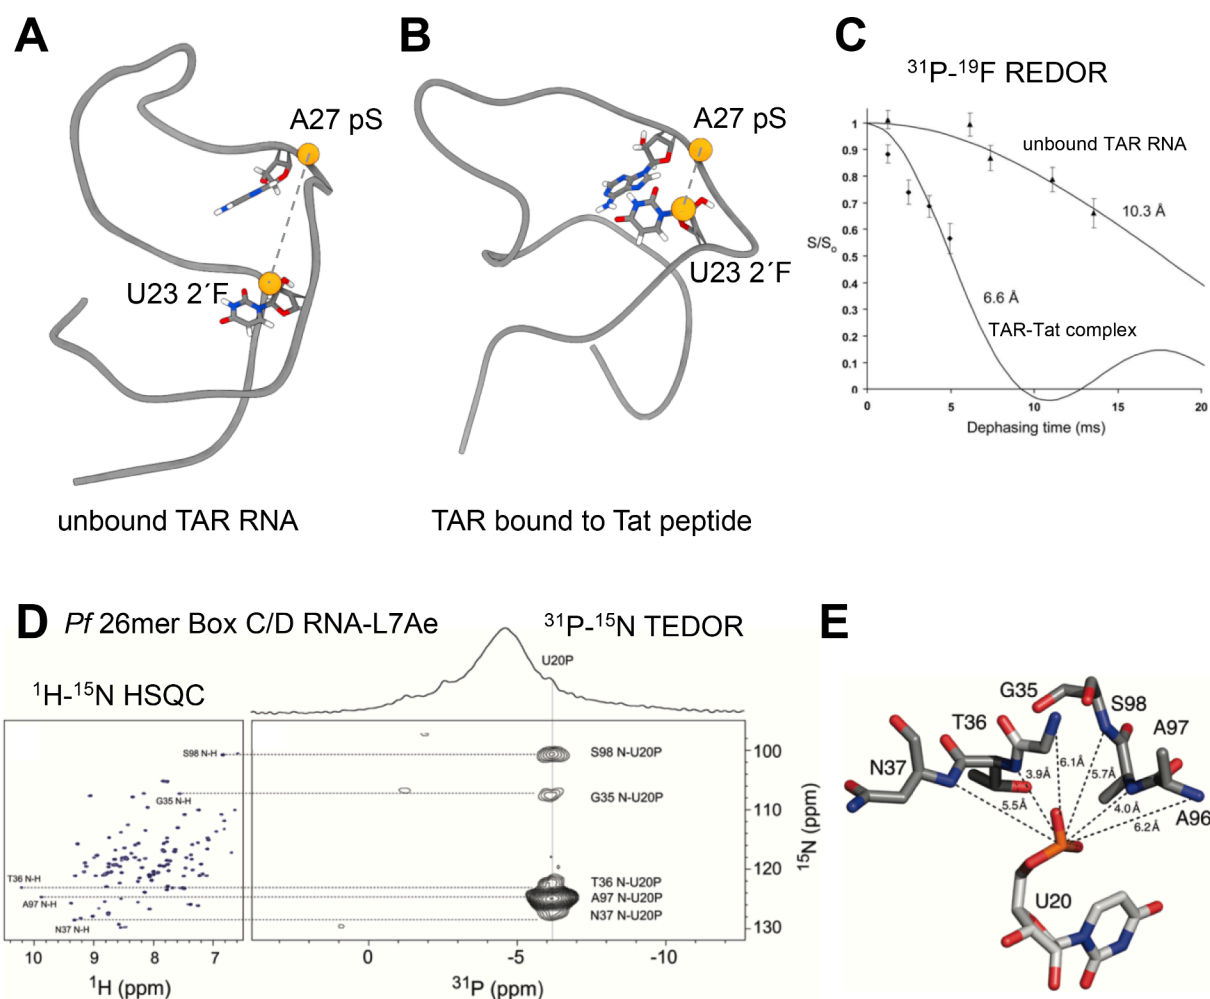 A
A27 pS
U23 2´F
unbound TAR RNA
B
A27 pS
U23 2´F
TAR bound to Tat peptide
C
31P-19F REDOR
1
0.9
0.8
0.7
0.6
0.5
0.4
0.3
0.2
0.1
0
S/So
unbound TAR RNA
10.3 Å
6.6 Å
TAR-Tat complex
0 5 10 15 20
Dephasing time (ms)
D
Pf 26mer Box C/D RNA-L7Ae
31P-15N TEDOR
U20P
1H-15N HSQC
S98 N-H
G35 N-H
T36 N-H
A97 N-H
N37 N-H
S98 N-U20P
G35 N-U20P
T36 N-U20P
A97 N-U20P
N37 N-U20P
100
110
120
130
15N (ppm)
10 9 8 7
1H (ppm)
0 -5 -10
31P (ppm)
E
G35
S98
T36
A97
N37
A96
3.9Å
6.1Å
5.7Å
5.5Å
4.0Å
6.2Å
U20